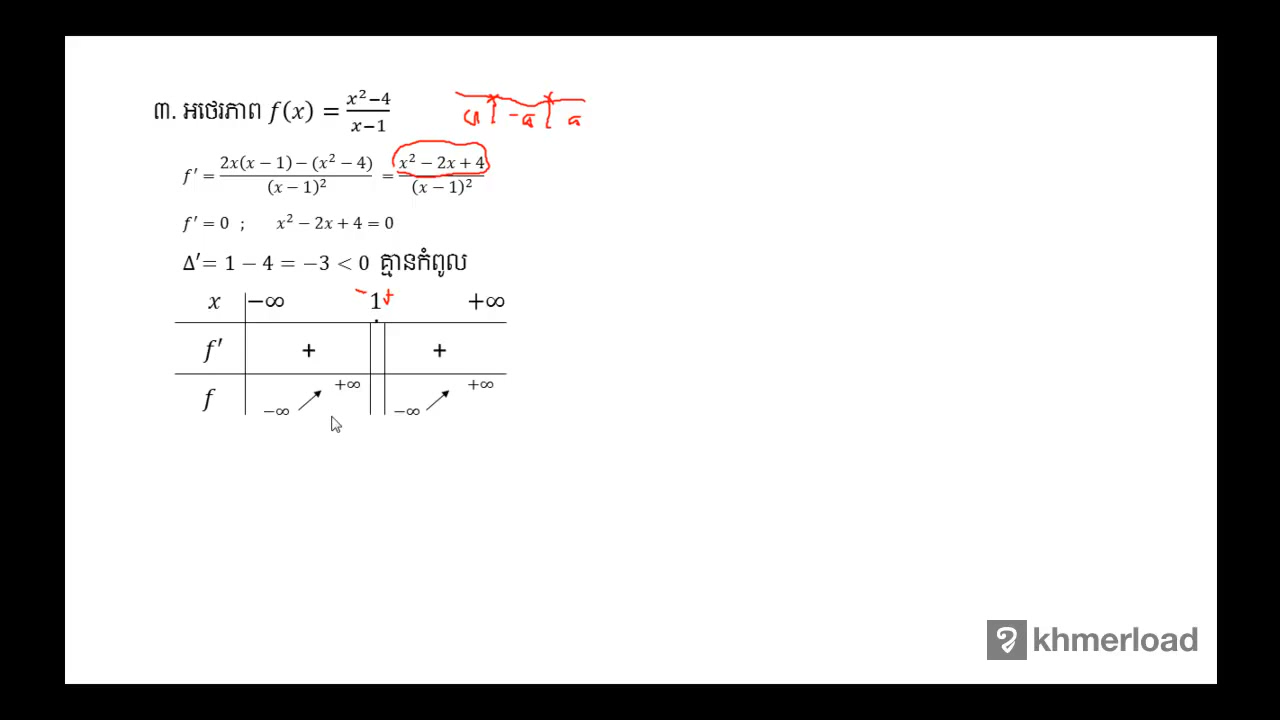 ៣. អថេរភាព f(x) = x²−4 / x−1
a -a a
f′ = 2x(x − 1) − (x² − 4) / (x − 1)² = x² − 2x + 4 / (x − 1)²
f′ = 0 ; x² − 2x + 4 = 0
Δ′= 1 − 4 = −3 < 0 គ្មានកំពូល
x −∞ - 1 + +∞
f′ + +
f −∞ +∞ −∞ +∞
khmerload